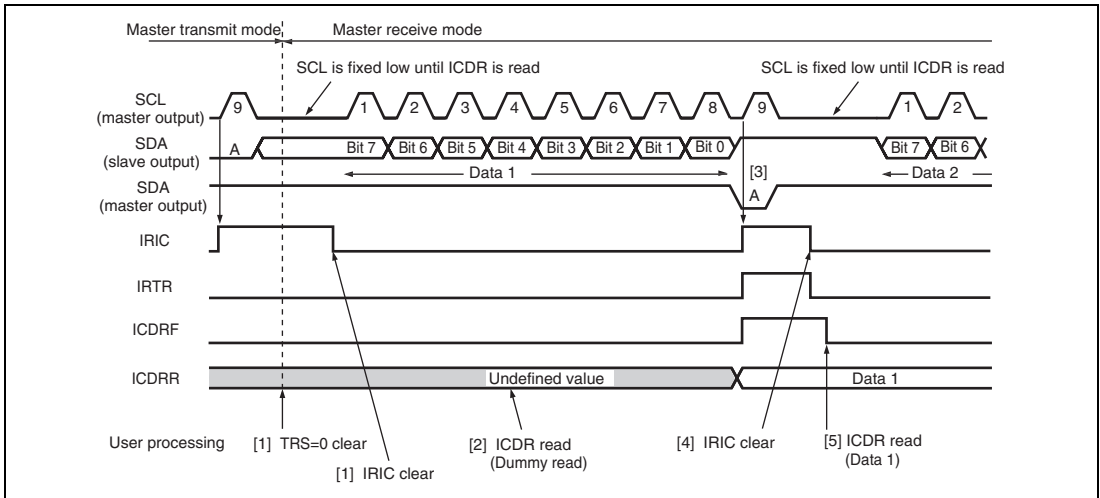 Master transmit mode Master receive mode
SCL is fixed low until ICDR is read SCL is fixed low until ICDR is read
SCL
(master output)
9 1 2 3 4 5 6 7 8 9 1 2
SDA
(slave output)
A Bit 7 Bit 6 Bit 5 Bit 4 Bit 3 Bit 2 Bit 1 Bit 0 Bit 7 Bit 6
Data 1 [3] Data 2
SDA
(master output)
A
IRIC
IRTR
ICDRF
ICDRR Undefined value Data 1
User processing [1] TRS=0 clear [2] ICDR read
(Dummy read)
[4] IRIC clear [5] ICDR read
(Data 1)
[1] IRIC clear